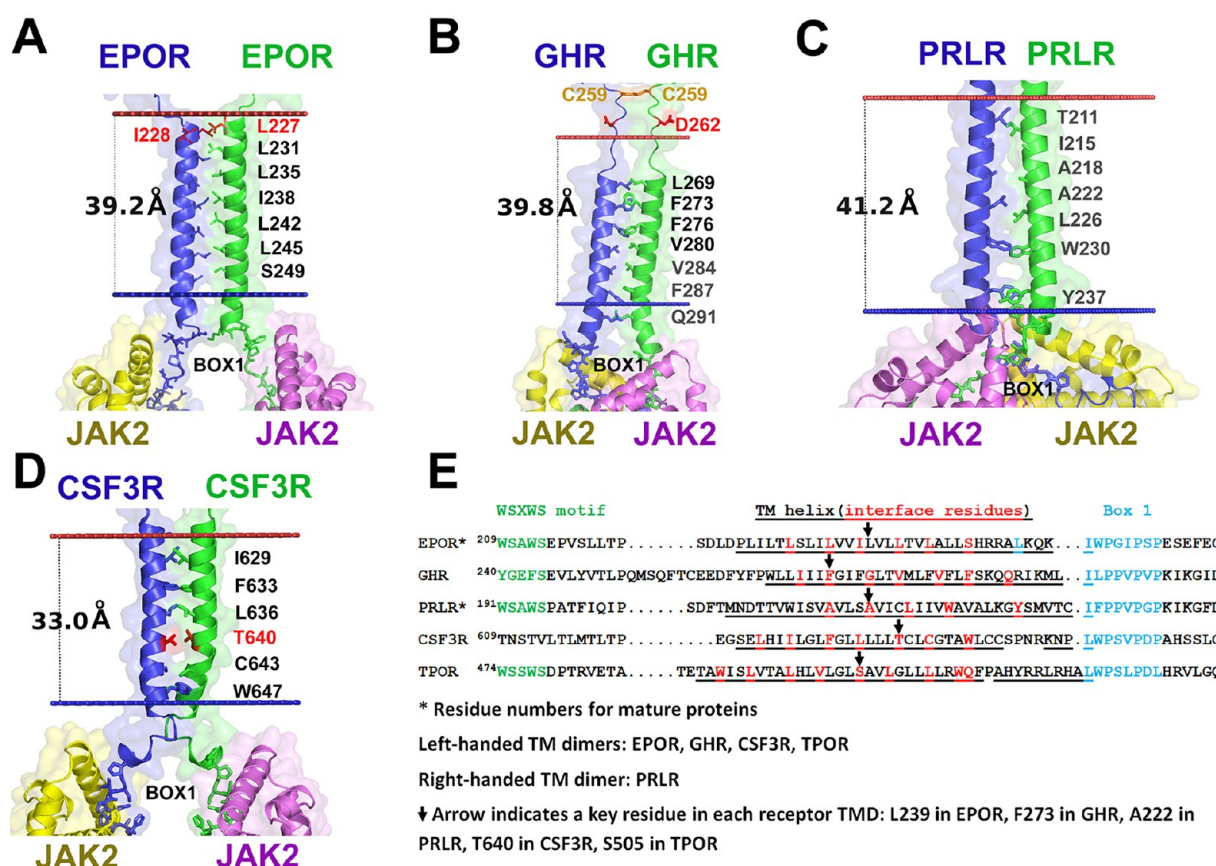 A
EPOR EPOR
I228
L227
L231
L235
I238
L242
L245
S249
39.2 Å
BOX1
JAK2 JAK2
B
GHR GHR
C259 C259
D262
L269
F273
F276
V280
V284
F287
Q291
39.8 Å
BOX1
JAK2 JAK2
C
PRLR PRLR
T211
I215
A218
A222
L226
W230
Y237
41.2 Å
BOX1
JAK2 JAK2
D
CSF3R CSF3R
I629
F633
L636
T640
C643
W647
33.0 Å
BOX1
JAK2 JAK2
E
WSXWS motif TM helix(interface residues) Box 1
EPOR* 209WSAWSEPVSLLTP.......SDLDPLILTLSLILVVILVLLTVLALLSHRRALKQK...IWPGIPSPESEFEG
GHR 240YGEFSEVLYVTLPQMSQFTCEEDFYFPWLLIIIFGIFGLTVMLFVFLFSKQQRIKML..ILPPVPVPKIKGID
PRLR* 191WSAWSPATFIQIP.......SDFTMNDTTVWISVAVLSAVICLIIVWAVALKGYSMVTC.IFPPVPGPKIKGFD
CSF3R 609TNSTVLTLMTLTP........EGSELHIILGLFGLLLLLTCLCGTAWLCCSPNRKNP.LWPSVPDPAHSSLG
TPOR 474WSSWSDPTRVETA.....TETAWISLVTALHLVLGLSAVLGLLLLRWQFPAHYRRLRHALWPSLPDLHRVLGQ
* Residue numbers for mature proteins
Left-handed TM dimers: EPOR, GHR, CSF3R, TPOR
Right-handed TM dimer: PRLR
↓ Arrow indicates a key residue in each receptor TMD: L239 in EPOR, F273 in GHR, A222 in
PRLR, T640 in CSF3R, S505 in TPOR